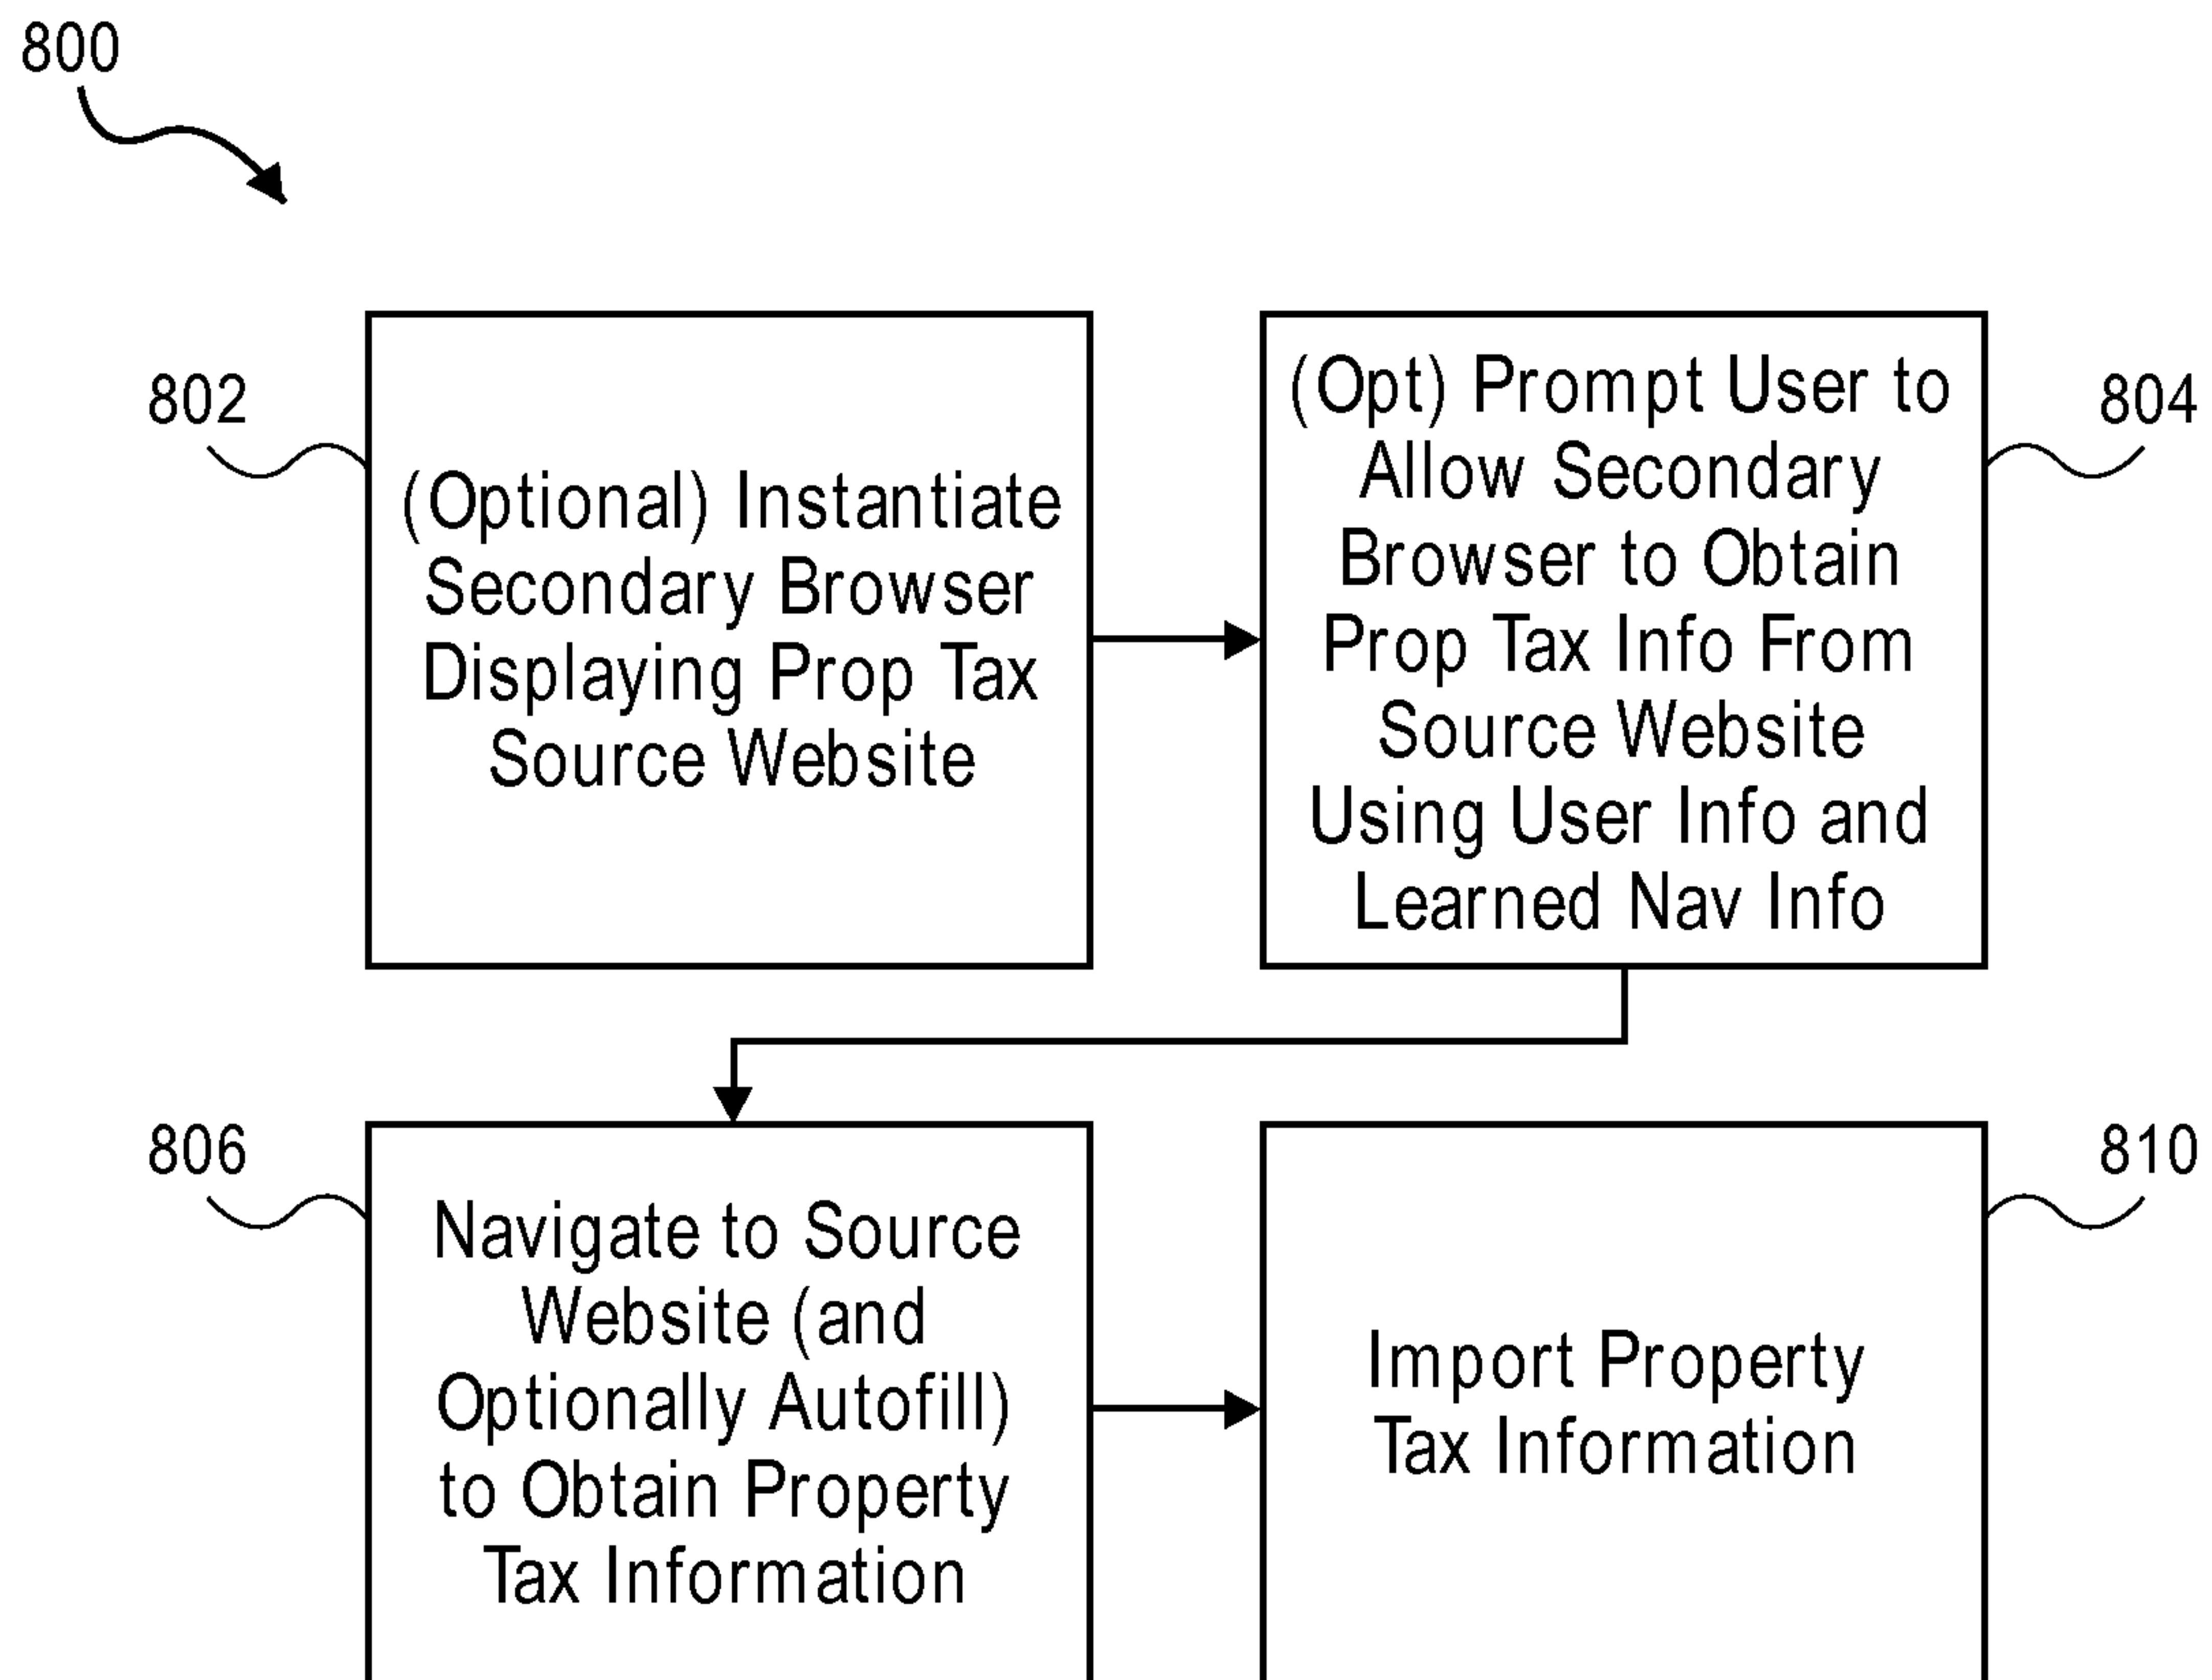 800
802
(Optional) Instantiate
Secondary Browser
Displaying Prop Tax
Source Website
804
(Opt) Prompt User to
Allow Secondary
Browser to Obtain
Prop Tax Info From
Source Website
Using User Info and
Learned Nav Info
806
Navigate to Source
Website (and
Optionally Autofill)
to Obtain Property
Tax Information
810
Import Property
Tax Information